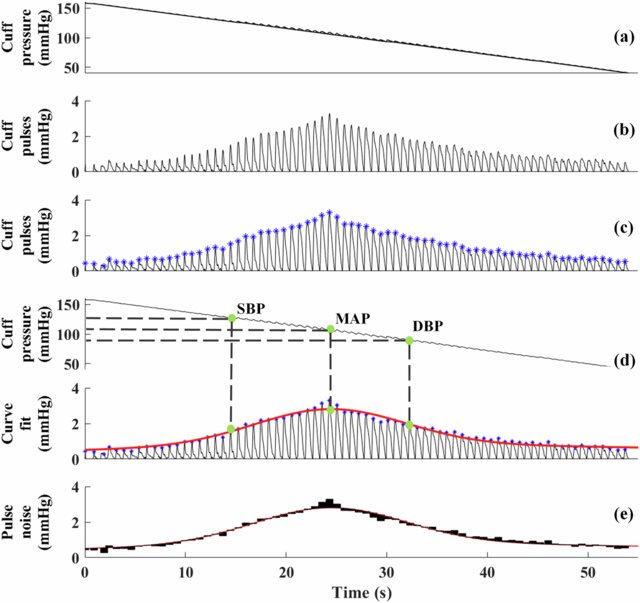 Cuff
pressure
(mmHg)
150
100
50
(a)
Cuff
pulses
(mmHg)
4
2
0
(b)
Cuff
pulses
(mmHg)
4
2
0
(c)
Cuff
pressure
(mmHg)
150
100
50
SBP
MAP
DBP
(d)
Curve
fit
(mmHg)
4
2
0
Pulse
noise
(mmHg)
4
2
0
(e)
0
10
20
30
40
50
Time (s)